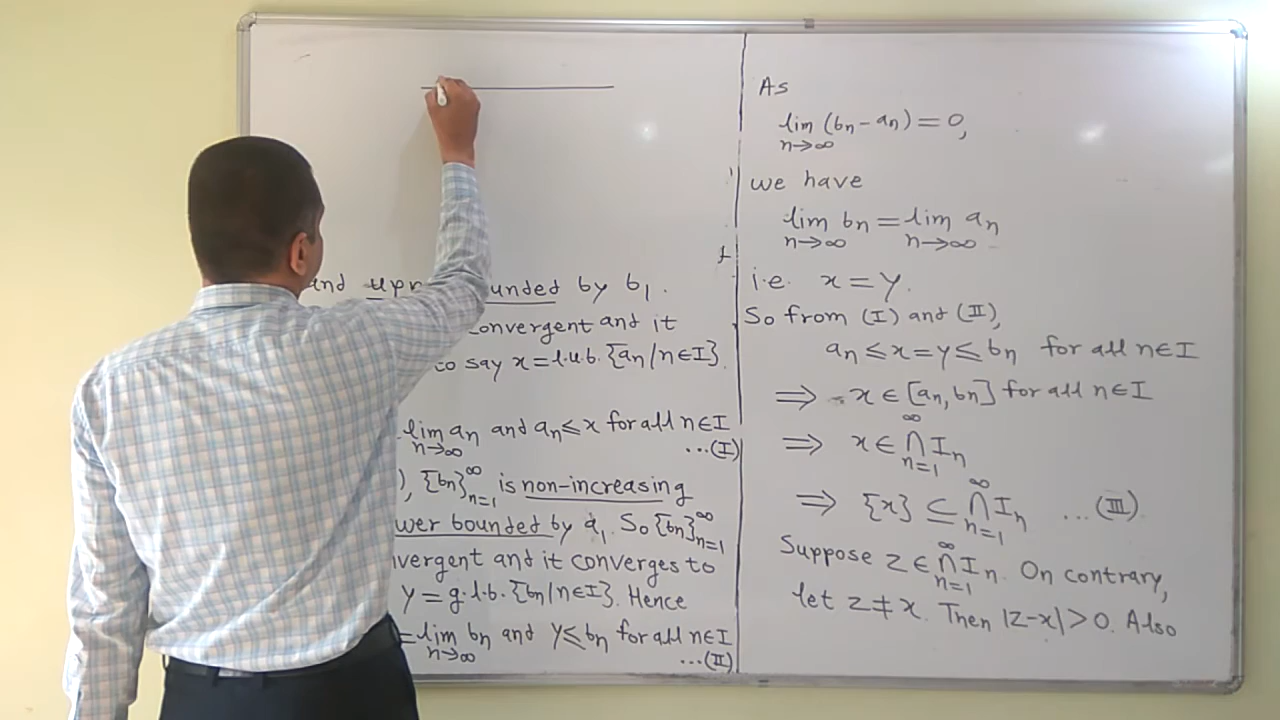 and upp unded by b₁.
convergent and it
to say x=l.u.b.{aₙ/n∈I}.
lim aₙ and aₙ≤x for all n∈I
n→∞ ...(I)
), {bₙ}ₙ₌₁^∞ is non-increasing
wer bounded by a₁. So {bₙ}ₙ₌₁^∞
vergent and it converges to
y=g.l.b.{bₙ/n∈I}. Hence
=lim bₙ and y≤bₙ for all n∈I
n→∞ ...(II)
As
lim (bₙ-aₙ)=0,
n→∞
we have
lim bₙ=lim aₙ
n→∞ n→∞
i.e. x=y.
So from (I) and (II),
aₙ≤x=y≤bₙ for all n∈I
⟹ x∈[aₙ,bₙ] for all n∈I
⟹ x∈⋂ₙ₌₁^∞ Iₙ
⟹ {x}⊆⋂ₙ₌₁^∞ Iₙ ...(III)
Suppose z∈⋂ₙ₌₁^∞ Iₙ. On contrary,
let z≠x. Then |z-x|>0. Also